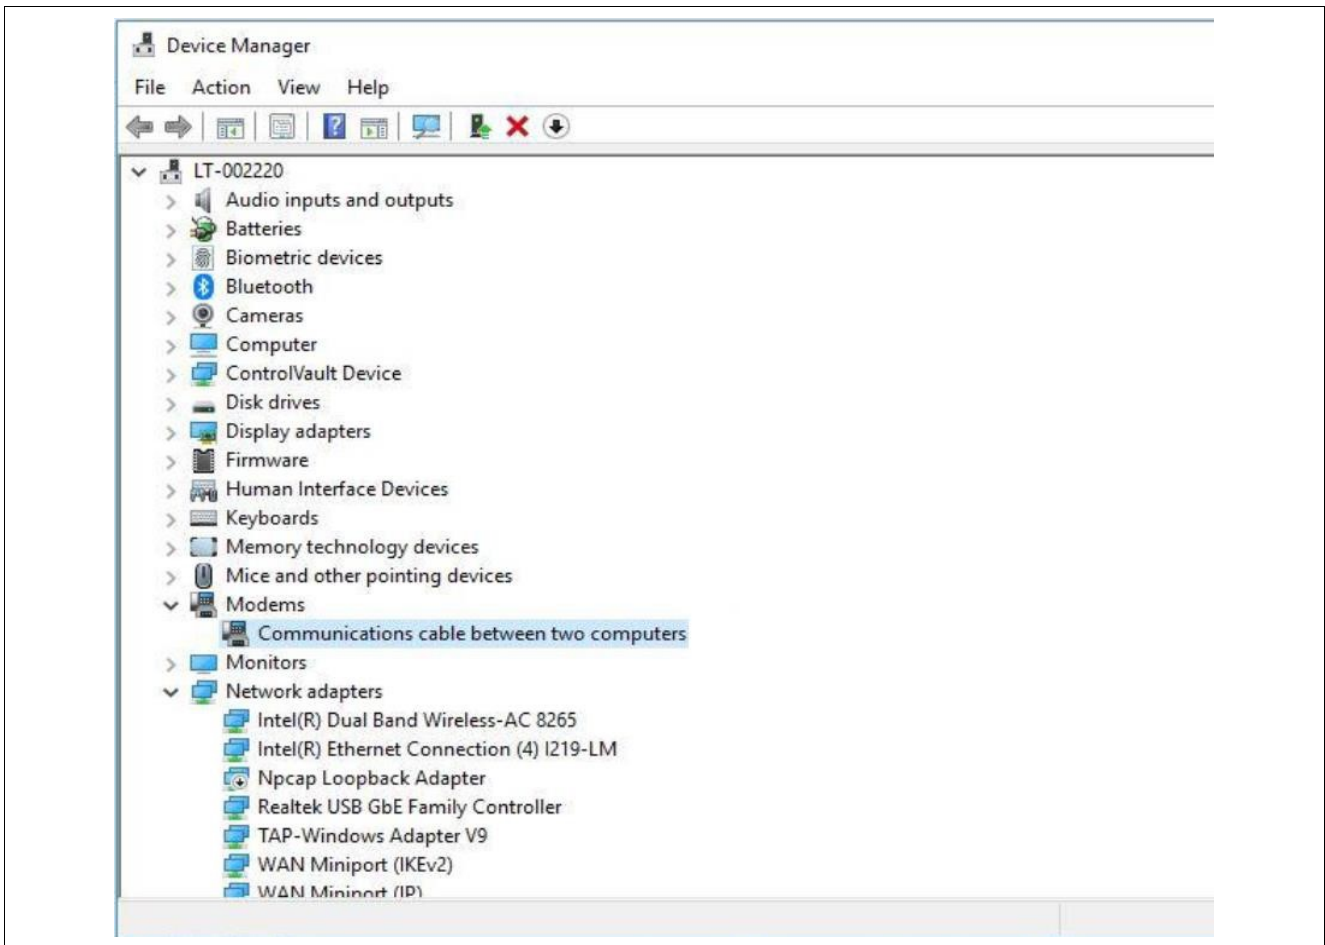 Device Manager
File Action View Help
LT-002220
Audio inputs and outputs
Batteries
Biometric devices
Bluetooth
Cameras
Computer
ControlVault Device
Disk drives
Display adapters
Firmware
Human Interface Devices
Keyboards
Memory technology devices
Mice and other pointing devices
Modems
Communications cable between two computers
Monitors
Network adapters
Intel(R) Dual Band Wireless-AC 8265
Intel(R) Ethernet Connection (4) I219-LM
Npcap Loopback Adapter
Realtek USB GbE Family Controller
TAP-Windows Adapter V9
WAN Miniport (IKEv2)
WAN Miniport (IP)